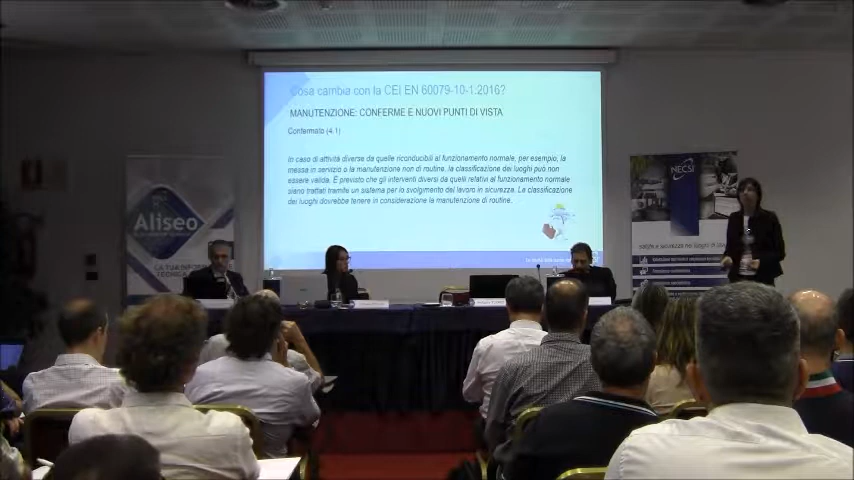 Cosa cambia con la CEI EN 60079-10-1:2016?
MANUTENZIONE: CONFERME E NUOVI PUNTI DI VISTA
Confermato (4.1)
In caso di attività diverse da quelle riconducibili al funzionamento normale, per esempio, la
messa in servizio o la manutenzione non di routine, la classificazione dei luoghi può non
essere valida. È previsto che gli interventi diversi da quelli relativi al funzionamento normale
siano trattati tramite un sistema per lo svolgimento del lavoro in sicurezza. La classificazione
dei luoghi dovrebbe tenere in considerazione la manutenzione di routine.
Aliseo
NECSI